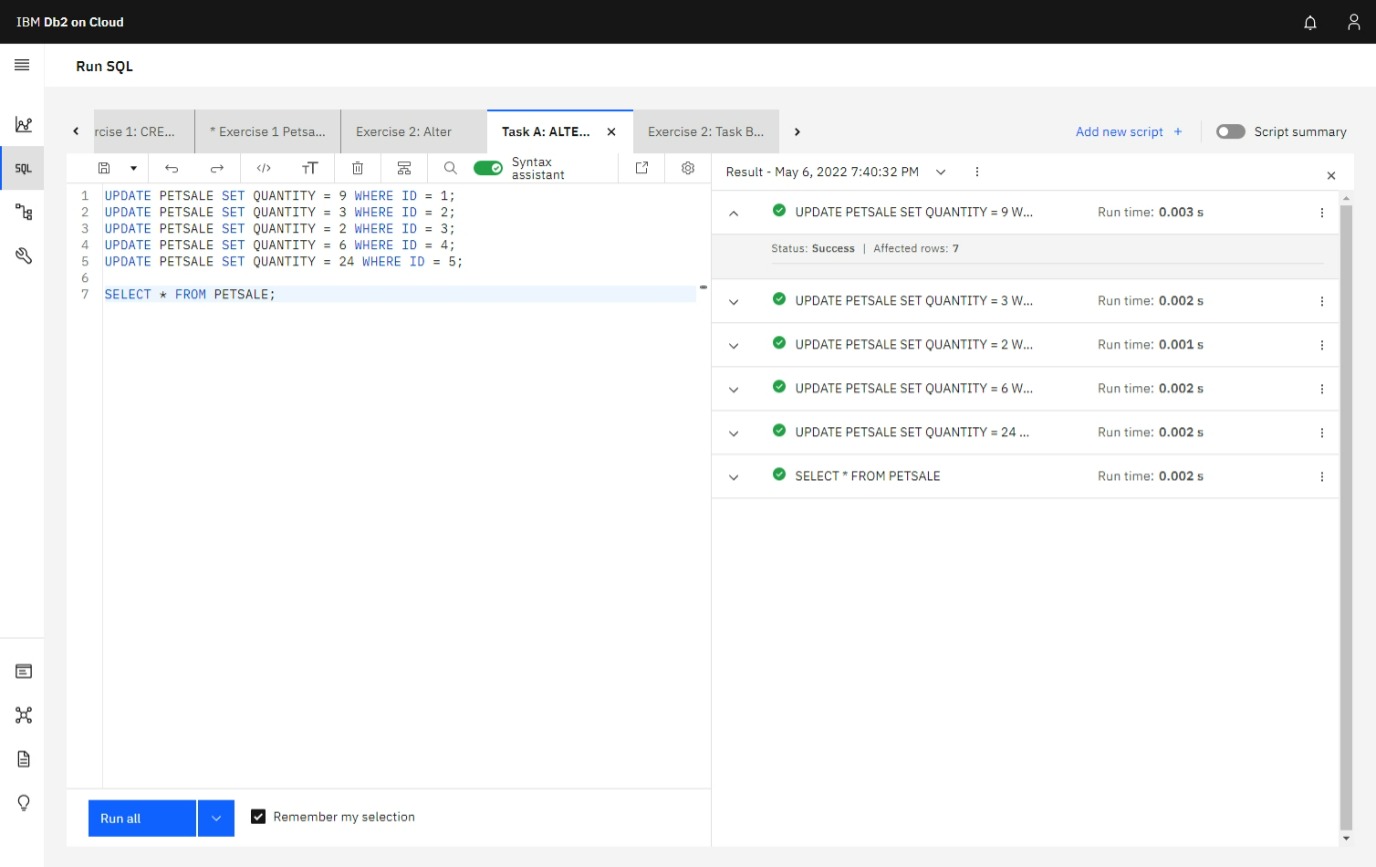 IBM Db2 on Cloud
Run SQL
rcise 1: CRE...
* Exercise 1 Petsa...
Exercise 2: Alter
Task A: ALTE...
Exercise 2: Task B...
Add new script +
Script summary
SQL
Syntax
assistant
1 UPDATE PETSALE SET QUANTITY = 9 WHERE ID = 1;
2 UPDATE PETSALE SET QUANTITY = 3 WHERE ID = 2;
3 UPDATE PETSALE SET QUANTITY = 2 WHERE ID = 3;
4 UPDATE PETSALE SET QUANTITY = 6 WHERE ID = 4;
5 UPDATE PETSALE SET QUANTITY = 24 WHERE ID = 5;
6
7 SELECT * FROM PETSALE;
Result - May 6, 2022 7:40:32 PM
UPDATE PETSALE SET QUANTITY = 9 W... Run time: 0.003 s
Status: Success | Affected rows: 7
UPDATE PETSALE SET QUANTITY = 3 W... Run time: 0.002 s
UPDATE PETSALE SET QUANTITY = 2 W... Run time: 0.001 s
UPDATE PETSALE SET QUANTITY = 6 W... Run time: 0.002 s
UPDATE PETSALE SET QUANTITY = 24 ... Run time: 0.002 s
SELECT * FROM PETSALE Run time: 0.002 s
Run all
Remember my selection